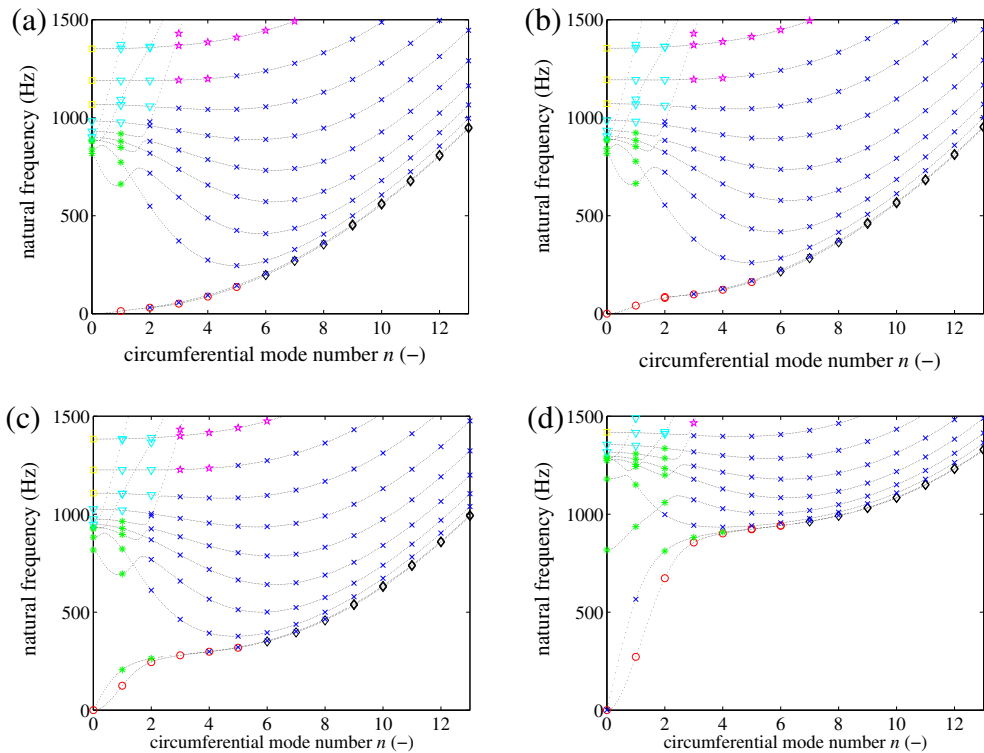 (a)
1500
1000
500
0
0 2 4 6 8 10 12
natural frequency (Hz)
circumferential mode number n (−)
(b)
1500
1000
500
0
0 2 4 6 8 10 12
natural frequency (Hz)
circumferential mode number n (−)
(c)
1500
1000
500
0
0 2 4 6 8 10 12
natural frequency (Hz)
circumferential mode number n (−)
(d)
1500
1000
500
0
0 2 4 6 8 10 12
natural frequency (Hz)
circumferential mode number n (−)